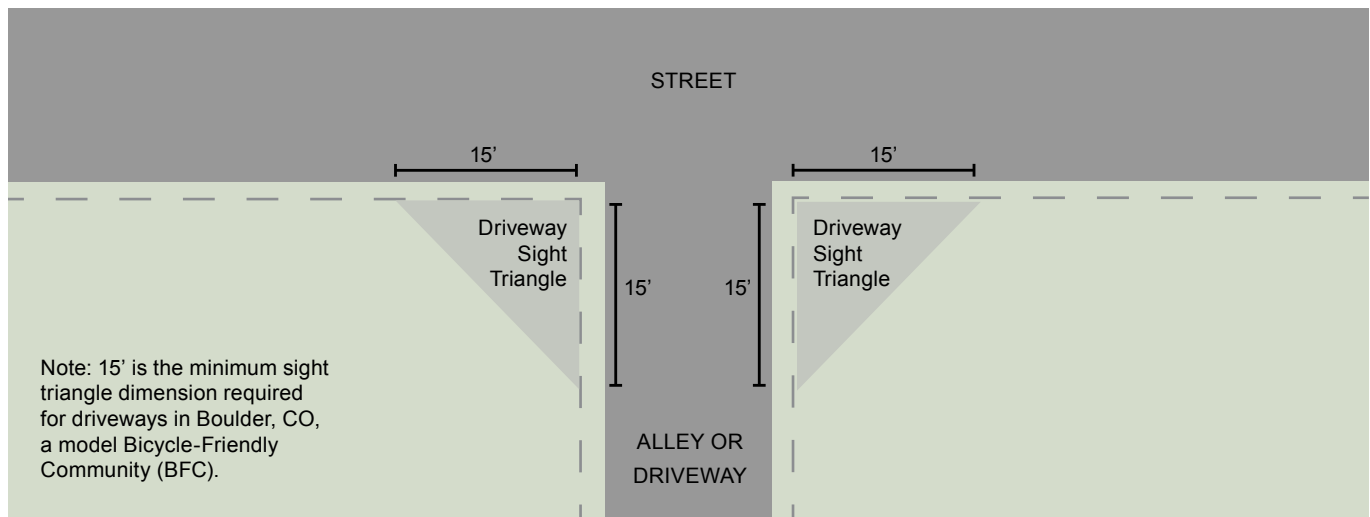 STREET
15’
15’
Driveway
Sight
Triangle
Driveway
Sight
Triangle
15’
15’
Note: 15’ is the minimum sight
triangle dimension required
for driveways in Boulder, CO,
a model Bicycle-Friendly
Community (BFC).
ALLEY OR
DRIVEWAY